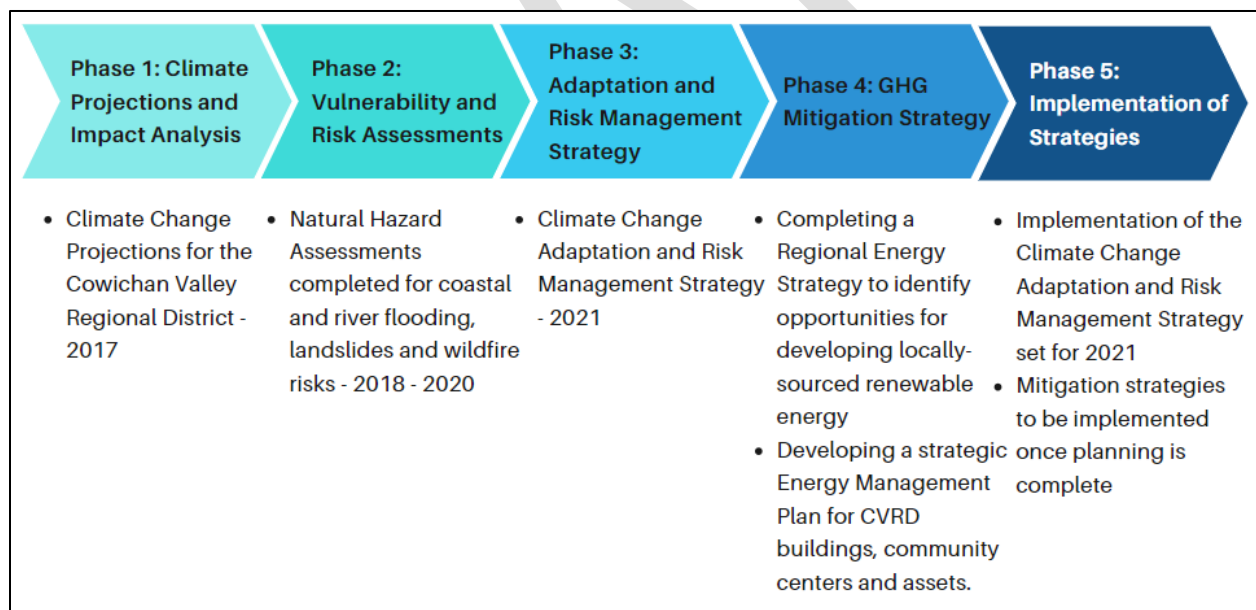 Phase 1: Climate
Projections and
Impact Analysis
Phase 2:
Vulnerability and
Risk Assessments
Phase 3:
Adaptation and
Risk Management
Strategy
Phase 4: GHG
Mitigation Strategy
Phase 5:
Implementation of
Strategies
• Climate Change
Projections for the
Cowichan Valley
Regional District -
2017
• Natural Hazard
Assessments
completed for coastal
and river flooding,
landslides and wildfire
risks - 2018 - 2020
• Climate Change
Adaptation and Risk
Management Strategy
- 2021
• Completing a
Regional Energy
Strategy to identify
opportunities for
developing locally-
sourced renewable
energy
• Developing a strategic
Energy Management
Plan for CVRD
buildings, community
centers and assets.
• Implementation of the
Climate Change
Adaptation and Risk
Management Strategy
set for 2021
• Mitigation strategies
to be implemented
once planning is
complete